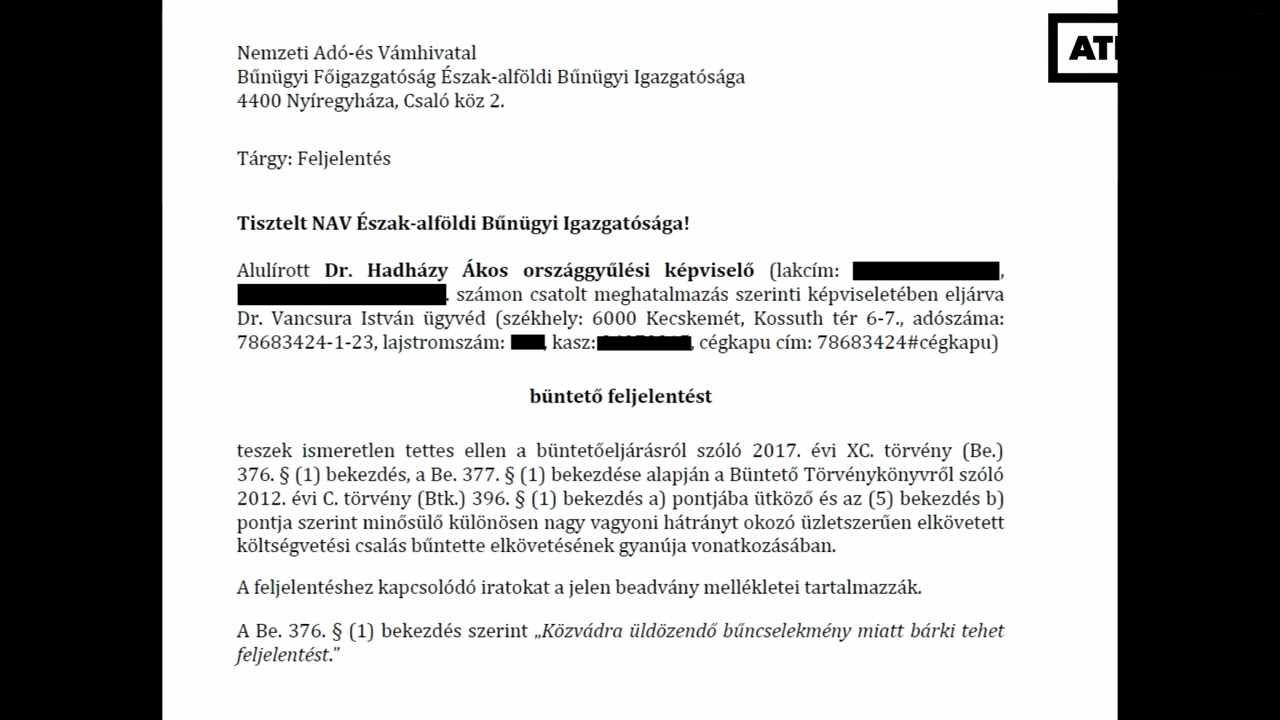 Nemzeti Adó-és Vámhivatal
Bűnügyi Főigazgatóság Észak-alföldi Bűnügyi Igazgatósága
4400 Nyíregyháza, Csaló köz 2.
Tárgy: Feljelentés
Tisztelt NAV Észak-alföldi Bűnügyi Igazgatósága!
Alulírott Dr. Hadházy Ákos országgyűlési képviselő (lakcím: ,
. számon csatolt meghatalmazás szerinti képviseletében eljárva
Dr. Vancsura István ügyvéd (székhely: 6000 Kecskemét, Kossuth tér 6-7., adószáma:
78683424-1-23, lajstromszám: , kasz: , cégkapu cím: 78683424#cégkapu)
büntető feljelentést
teszek ismeretlen tettes ellen a büntetőeljárásról szóló 2017. évi XC. törvény (Be.)
376. § (1) bekezdés, a Be. 377. § (1) bekezdése alapján a Büntető Törvénykönyvről szóló
2012. évi C. törvény (Btk.) 396. § (1) bekezdés a) pontjába ütköző és az (5) bekezdés b)
pontja szerint minősülő különösen nagy vagyoni hátrányt okozó üzletszerűen elkövetett
költségvetési csalás bűntette elkövetésének gyanúja vonatkozásában.
A feljelentéshez kapcsolódó iratokat a jelen beadvány mellékletei tartalmazzák.
A Be. 376. § (1) bekezdés szerint „Közvádra üldözendő bűncselekmény miatt bárki tehet
feljelentést.”